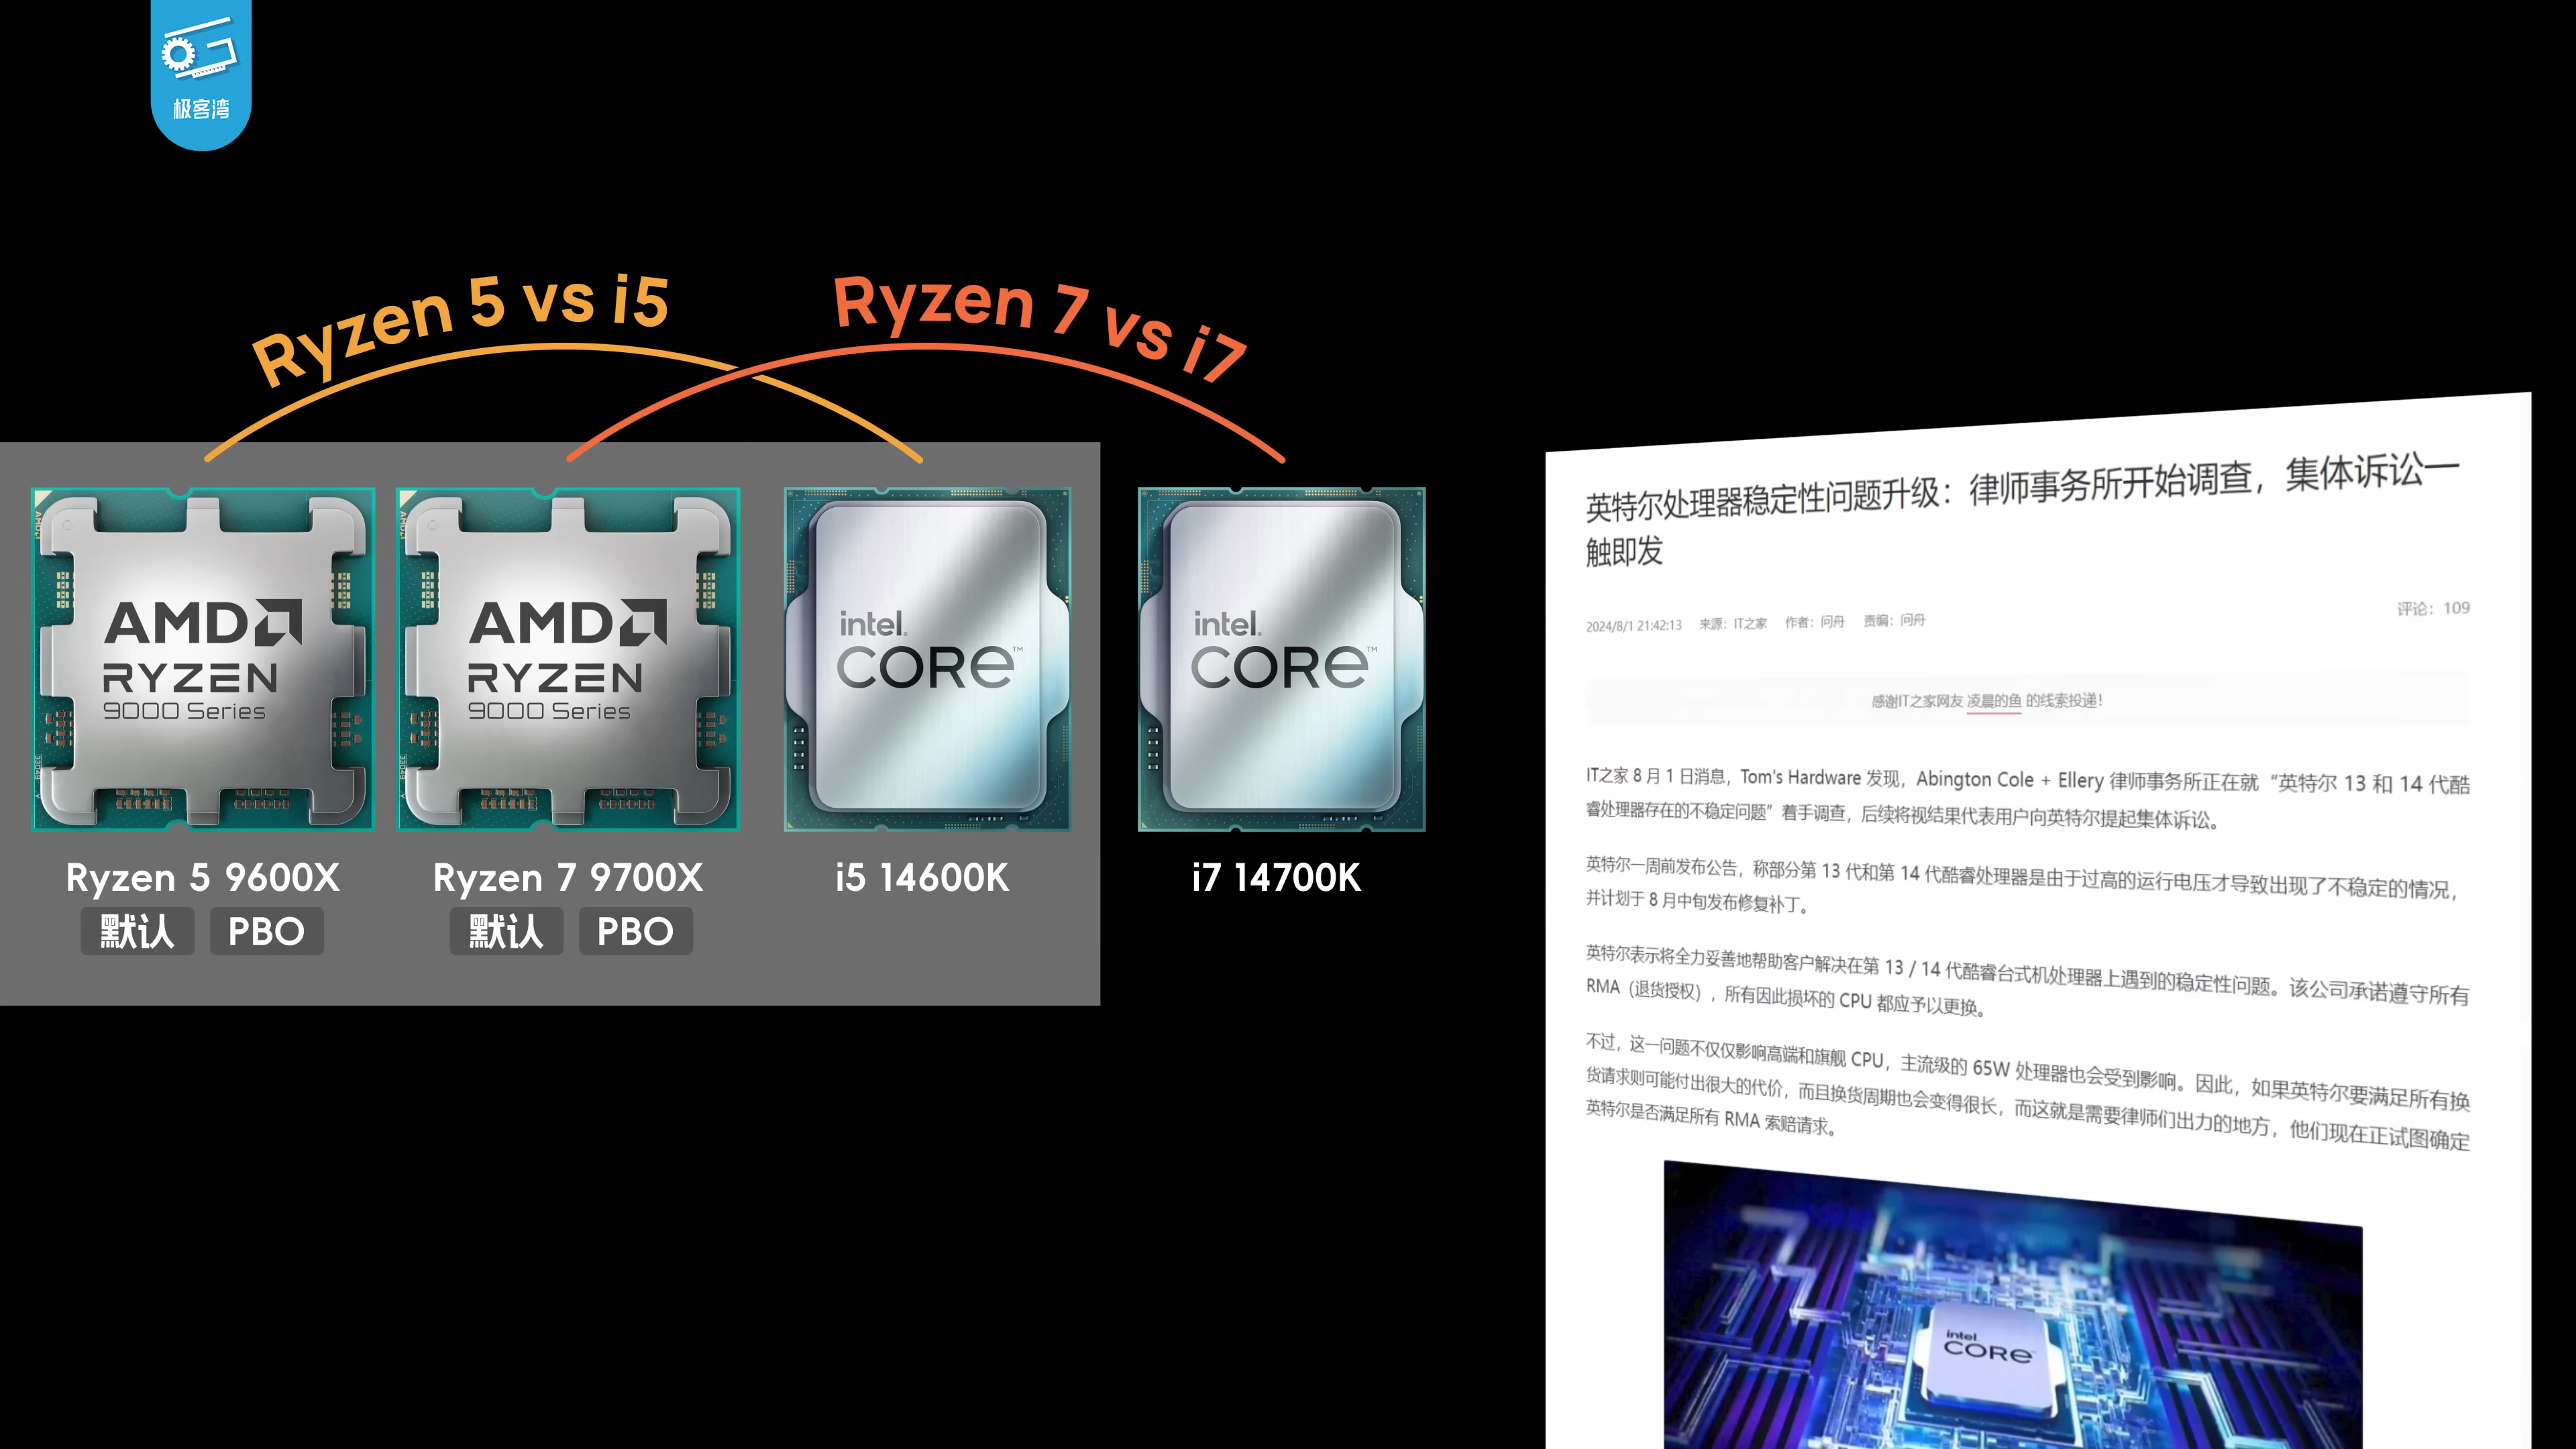 极客湾
Ryzen 5 vs i5
Ryzen 7 vs i7
AMD
RYZEN
9000 Series
AMD
RYZEN
9000 Series
intel.
CORE™
intel.
CORE™
Ryzen 5 9600X
默认 PBO
Ryzen 7 9700X
默认 PBO
i5 14600K
i7 14700K
英特尔处理器稳定性问题升级：律师事务所开始调查，集体诉讼一
触即发
2024/8/1 21:42:13 来源：IT之家 作者：问舟 责编：问舟
评论：109
感谢IT之家网友 凌晨的鱼 的线索投递！
IT之家 8 月 1 日消息，Tom's Hardware 发现，Abington Cole + Ellery 律师事务所正在就“英特尔 13 和 14 代酷
睿处理器存在的不稳定问题”着手调查，后续将视结果代表用户向英特尔提起集体诉讼。
英特尔一周前发布公告，称部分第 13 代和第 14 代酷睿处理器是由于过高的运行电压才导致出现了不稳定的情况，
并计划于 8 月中旬发布修复补丁。
英特尔表示将全力妥善地帮助客户解决在第 13 / 14 代酷睿台式机处理器上遇到的稳定性问题。该公司承诺遵守所有
RMA（退货授权），所有因此损坏的 CPU 都应予以更换。
不过，这一问题不仅仅影响高端和旗舰 CPU，主流级的 65W 处理器也会受到影响。因此，如果英特尔要满足所有换
货请求则可能付出很大的代价，而且换货周期也会变得很长，而这就是需要律师们出力的地方，他们现在正试图确定
英特尔是否满足所有 RMA 索赔请求。
intel
CORE